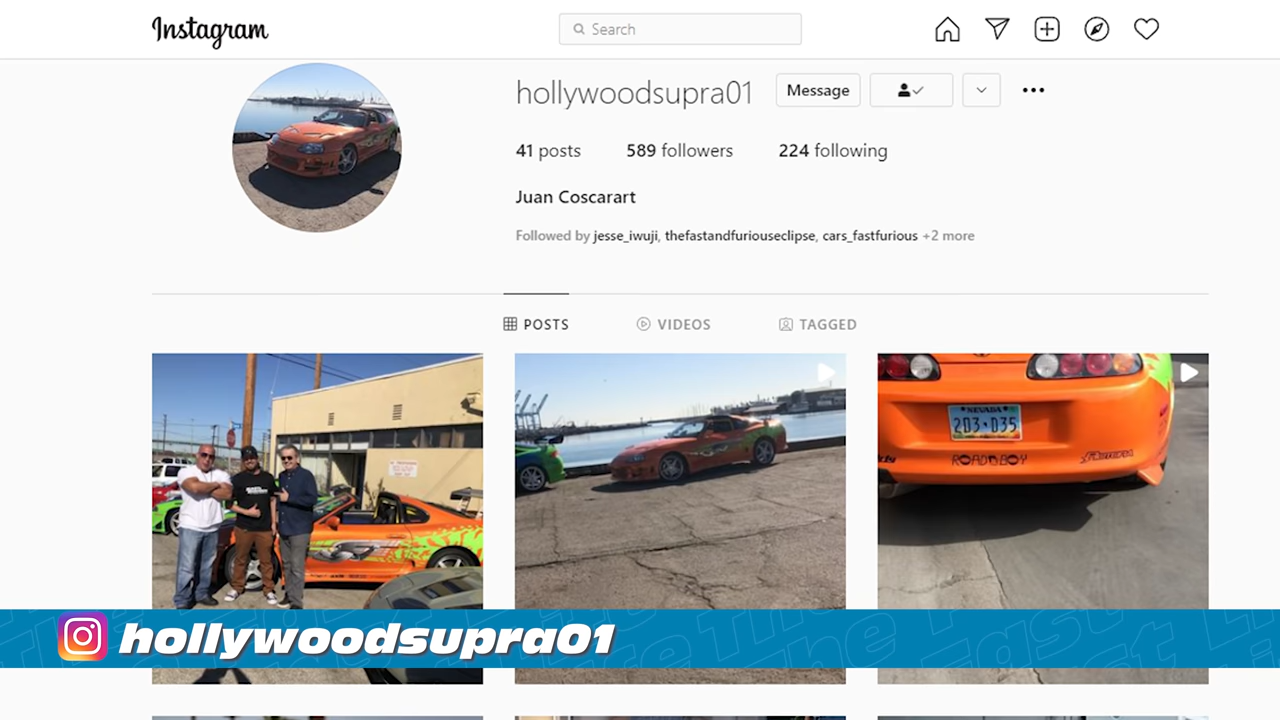 Instagram
Search
hollywoodsupra01
Message
41 posts 589 followers 224 following
Juan Coscarart
Followed by jesse_iwuji, thefastandfuriouseclipse, cars_fastfurious +2 more
POSTS VIDEOS TAGGED
NEVADA
203·D35
ROADBOY
hollywoodsupra01